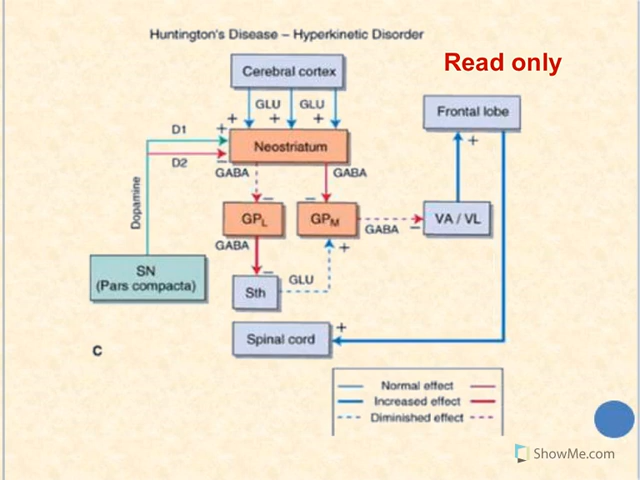 Huntington's Disease – Hyperkinetic Disorder
Read only
Cerebral cortex
GLU GLU
+ + +
Frontal lobe
D1 +
Neostriatum
+
D2 –
GABA GABA
Dopamine
– –
GPL GPM VA / VL
GABA –
GABA
+
SN
(Pars compacta)
–
Sth GLU
Spinal cord +
C
Normal effect
Increased effect
Diminished effect
ShowMe.com